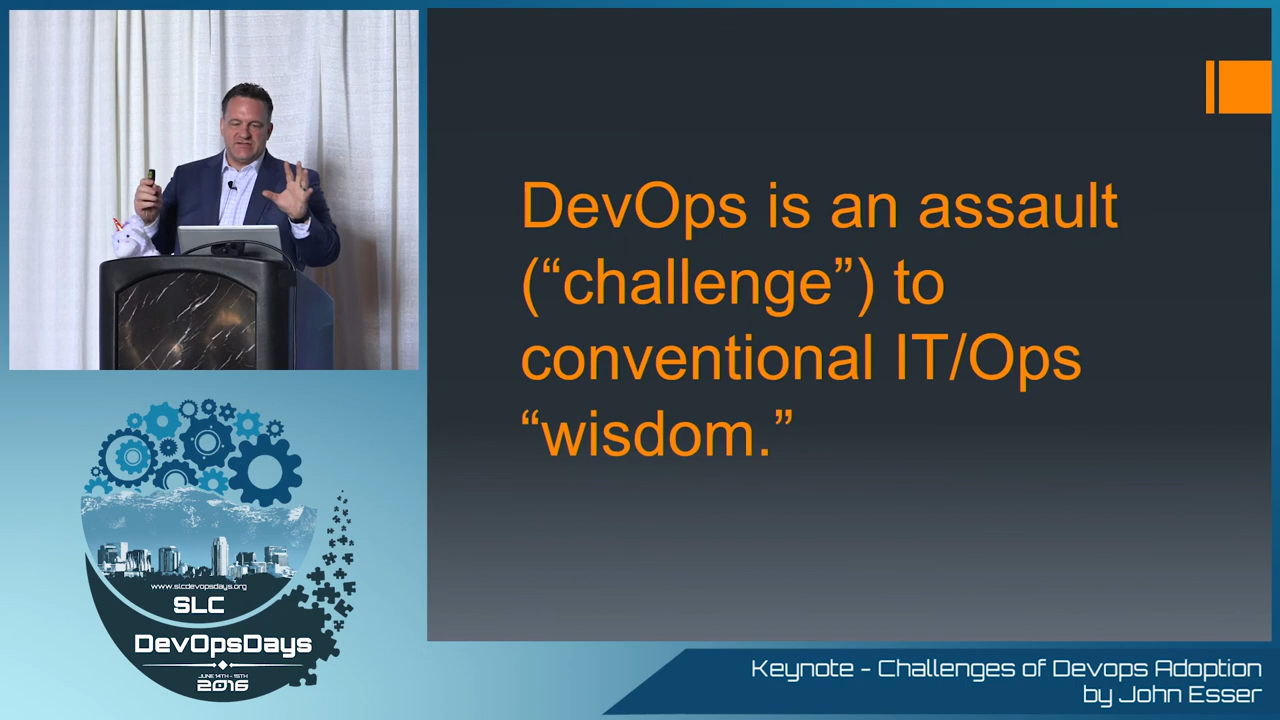 DevOps is an assault
(“challenge”) to
conventional IT/Ops
“wisdom.”
www.slcdevopsdays.org
SLC
DevOpsDays
JUNE 14TH - 15TH
2016
Keynote - Challenges of Devops Adoption
by John Esser